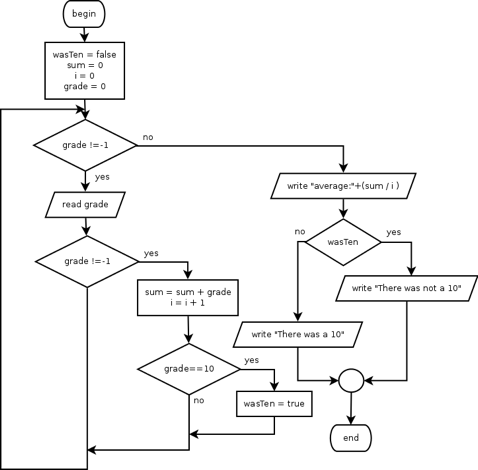 begin
wasTen = false
sum = 0
i = 0
grade = 0
grade !=-1
no
yes
write "average:"+(sum / i )
read grade
no
wasTen
yes
grade !=-1
yes
sum = sum + grade
i = i + 1
write "There was not a 10"
write "There was a 10"
grade==10
yes
no
wasTen = true
end